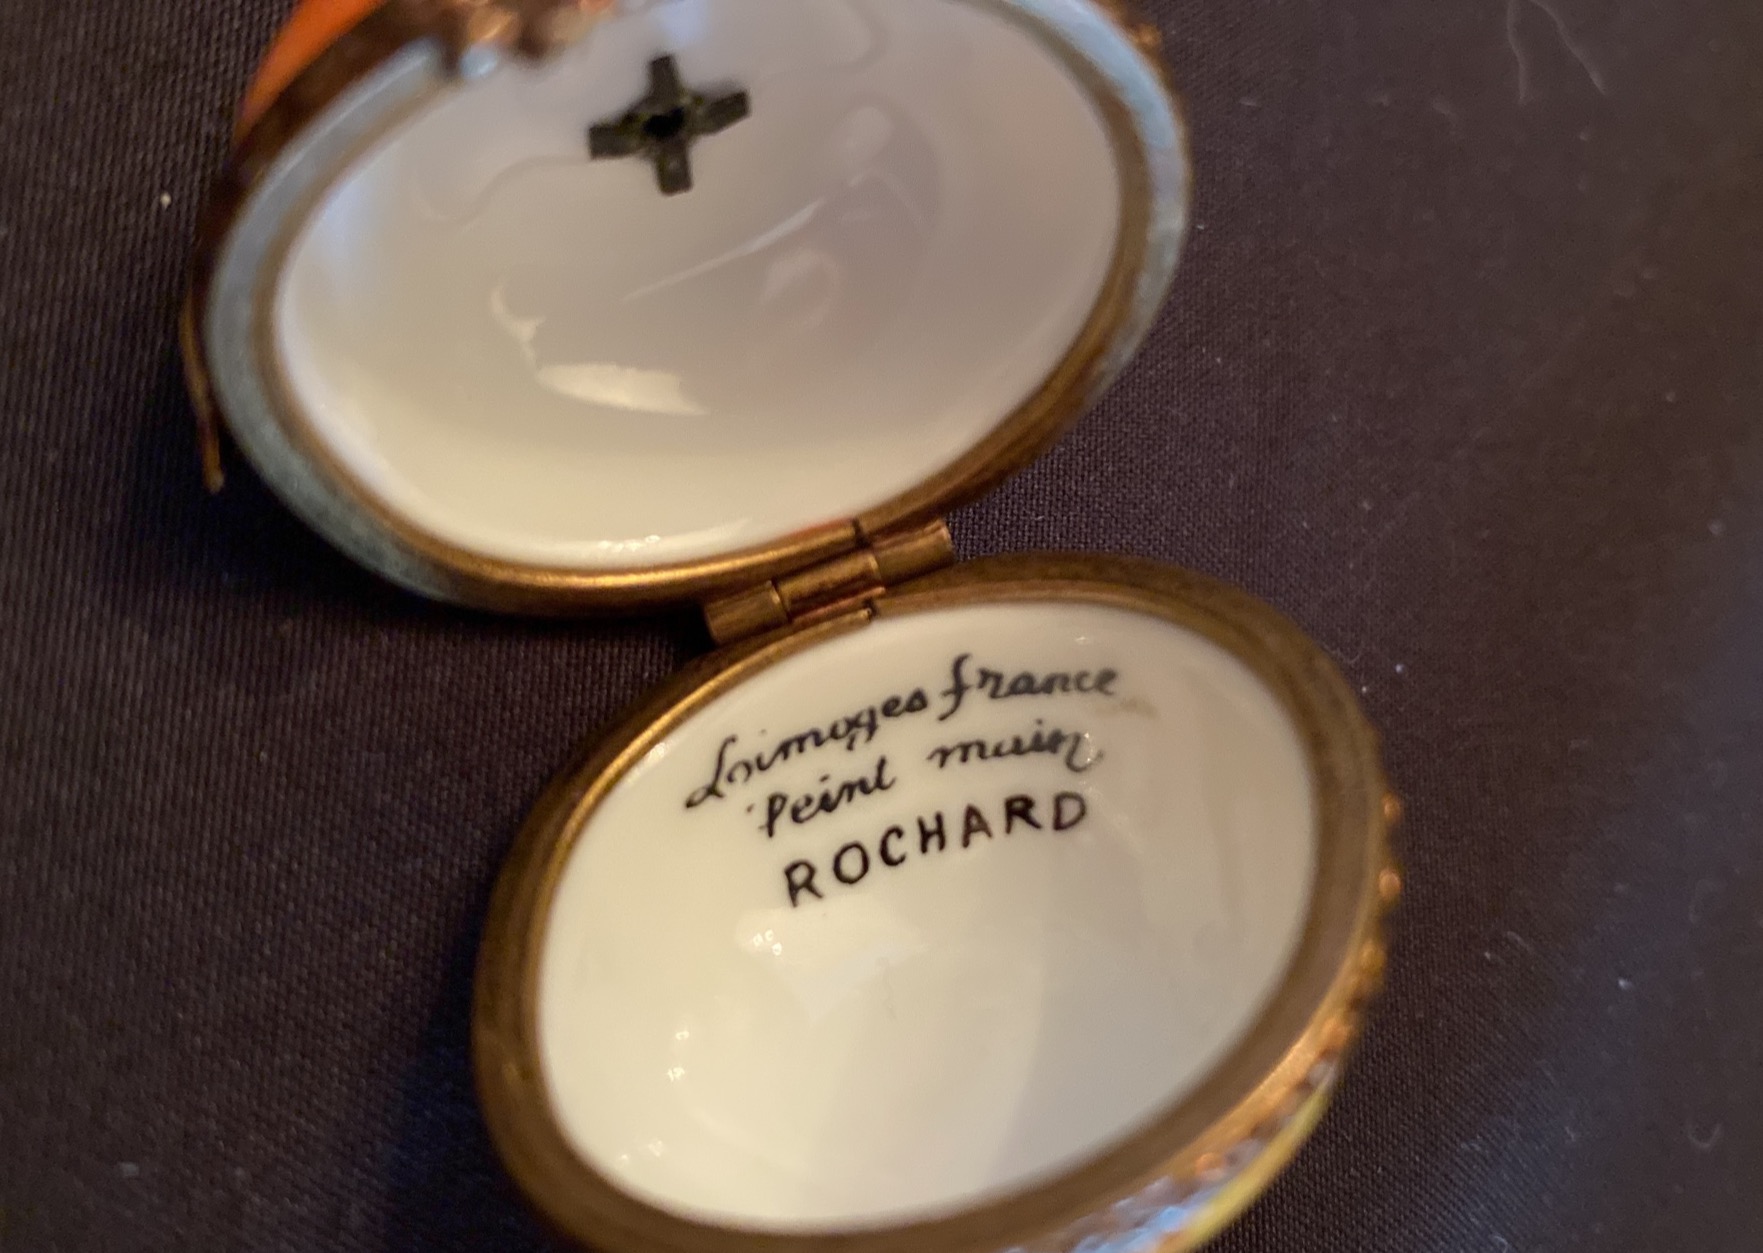 Limoges france
Peint main
ROCHARD